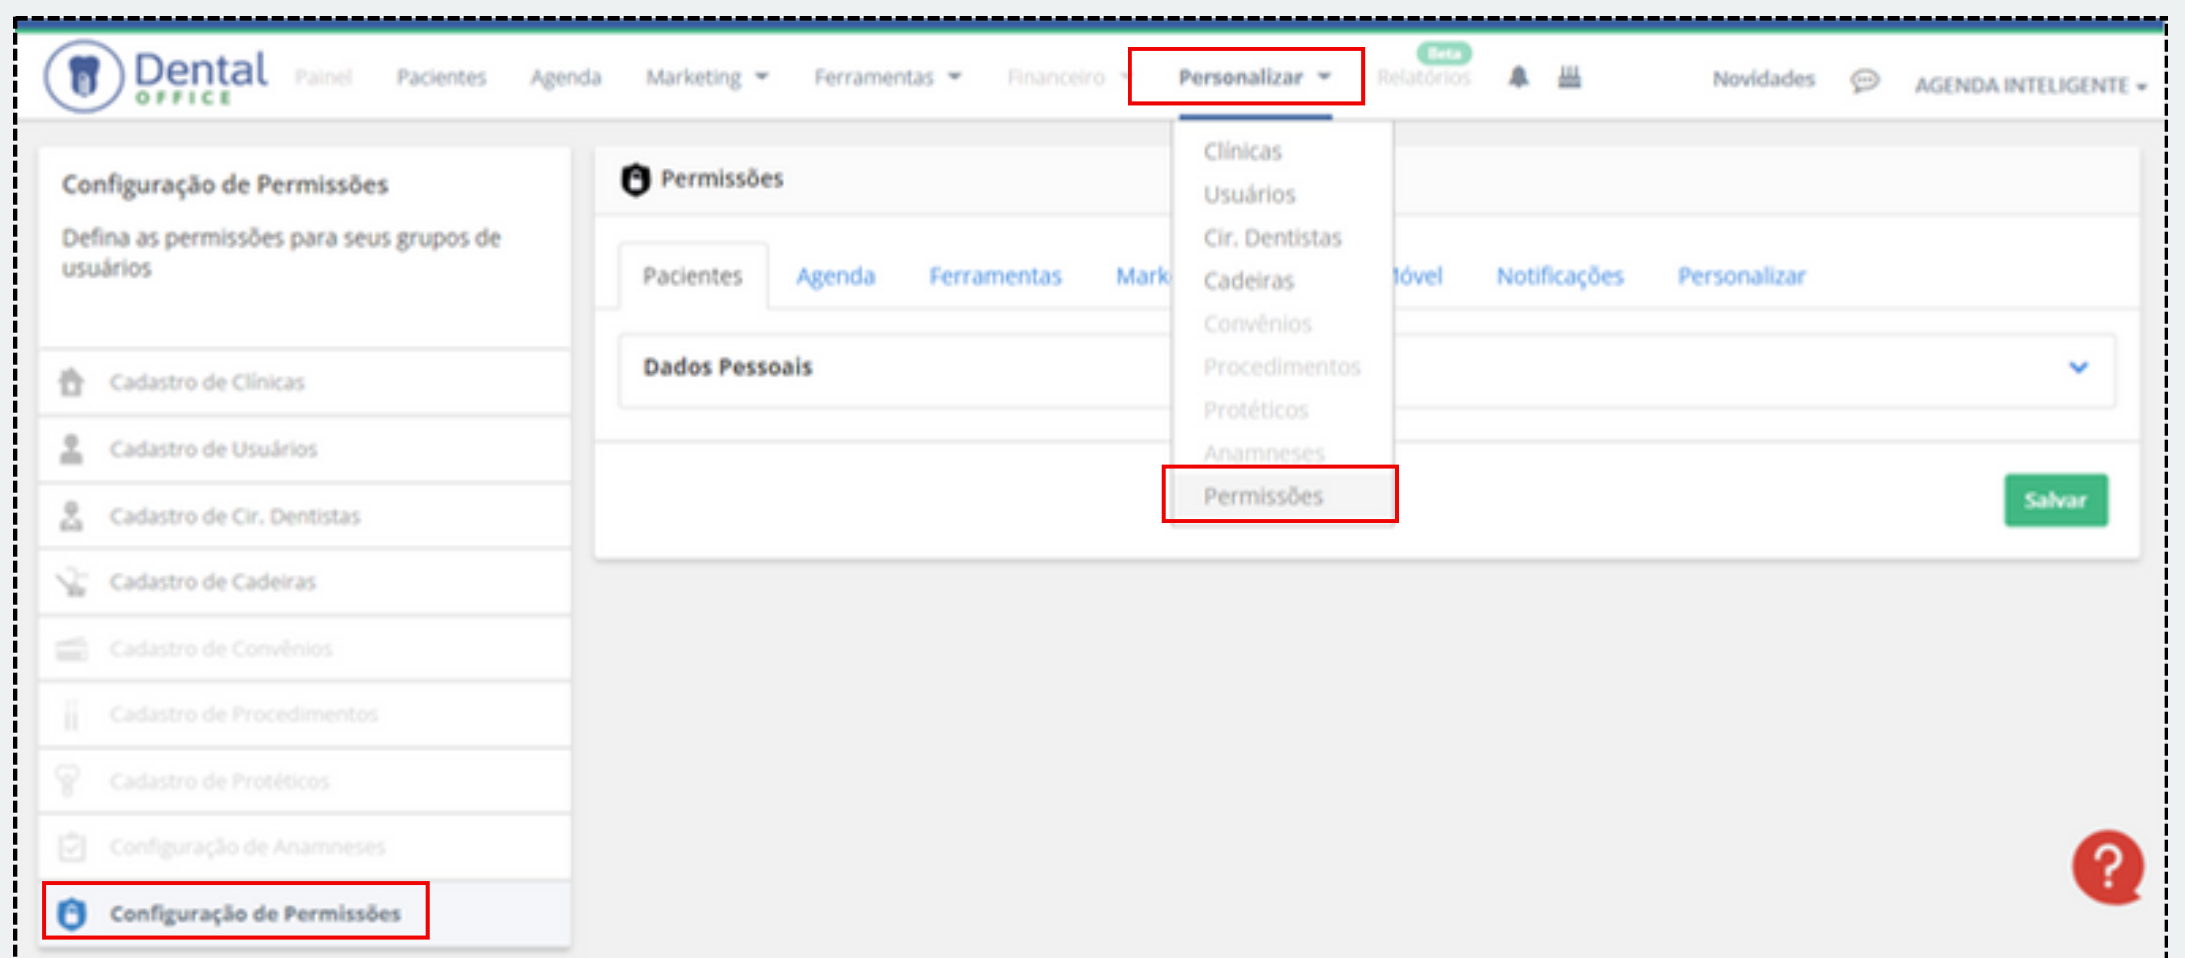 Dental
OFFICE
Painel
Pacientes
Agenda
Marketing
Ferramentas
Financeiro
Personalizar
Beta
Relatórios
Novidades
AGENDA INTELIGENTE
Configuração de Permissões
Defina as permissões para seus grupos de
usuários
Cadastro de Clínicas
Cadastro de Usuários
Cadastro de Cir. Dentistas
Cadastro de Cadeiras
Cadastro de Convênios
Cadastro de Procedimentos
Cadastro de Protéticos
Configuração de Anamneses
Configuração de Permissões
Permissões
Pacientes
Agenda
Ferramentas
Mark
óvel
Notificações
Personalizar
Dados Pessoais
Salvar
Clínicas
Usuários
Cir. Dentistas
Cadeiras
Convênios
Procedimentos
Protéticos
Anamneses
Permissões
?